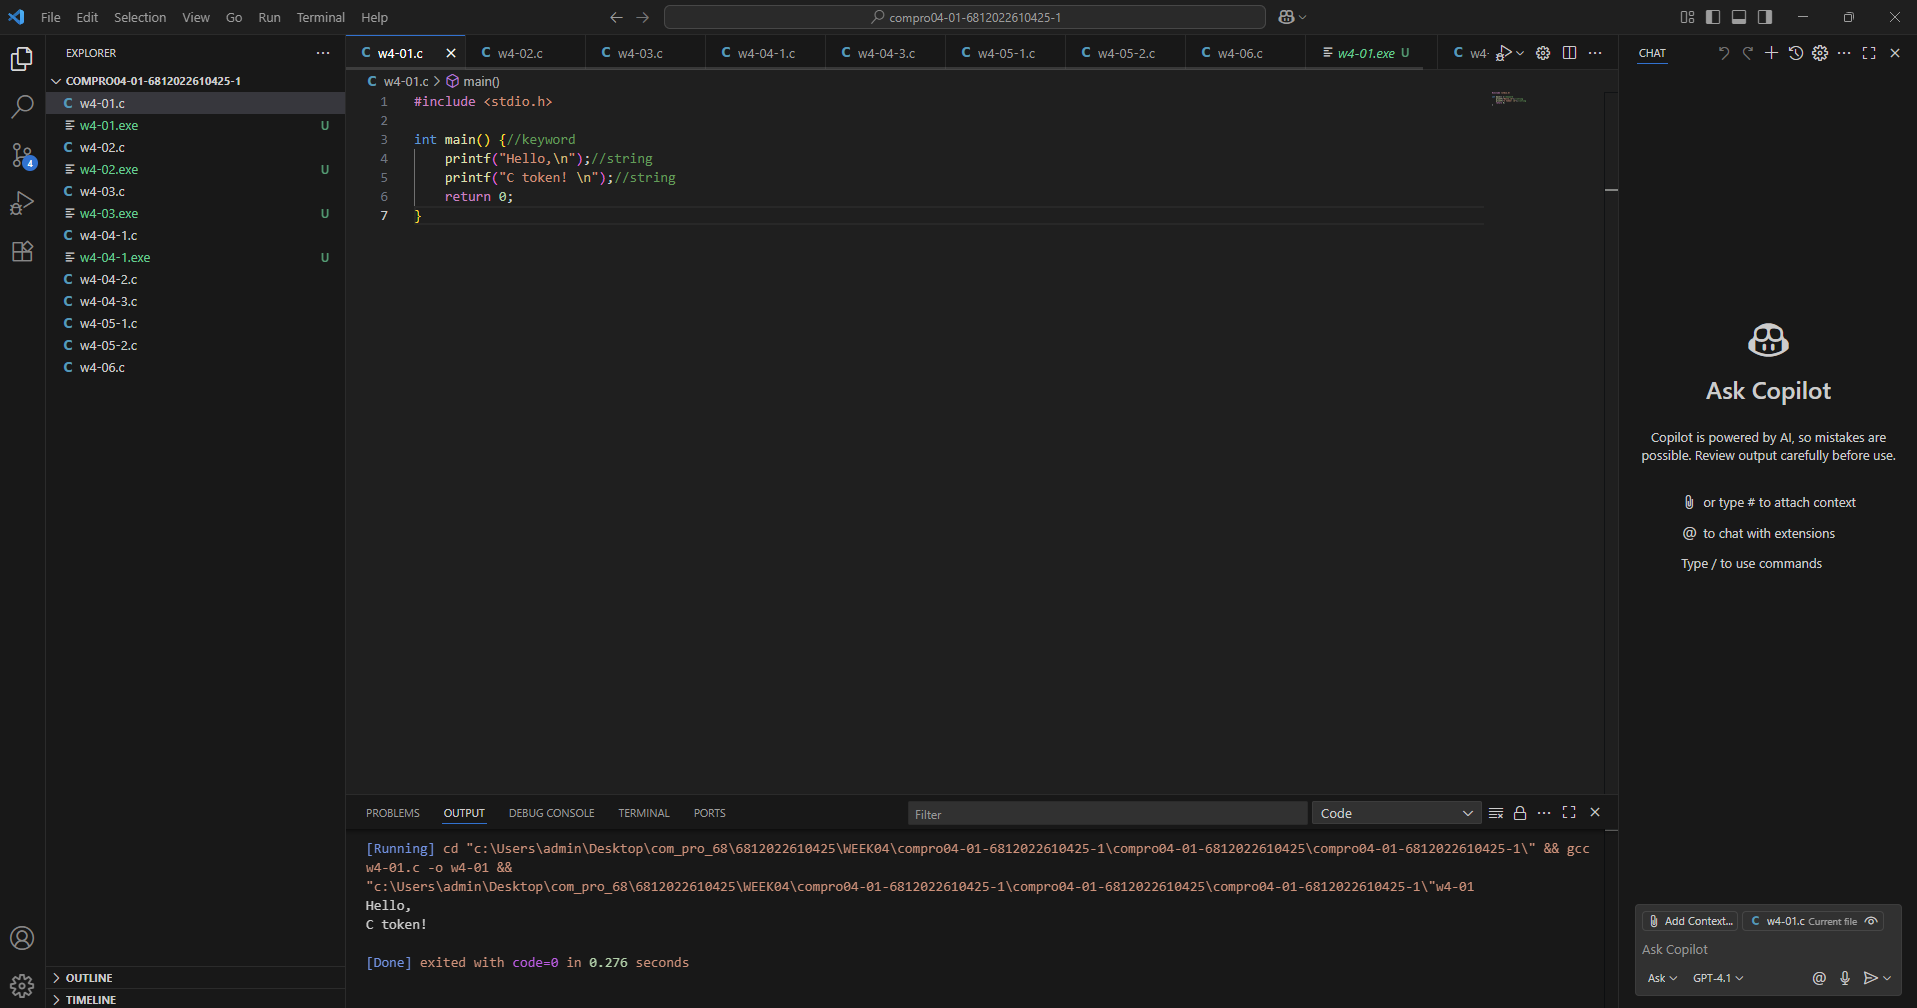 File Edit Selection View Go Run Terminal Help
compro04-01-6812022610425-1
EXPLORER
COMPRO04-01-6812022610425-1
C w4-01.c
w4-01.exe U
C w4-02.c
w4-02.exe U
C w4-03.c
w4-03.exe U
C w4-04-1.c
w4-04-1.exe U
C w4-04-2.c
C w4-04-3.c
C w4-05-1.c
C w4-05-2.c
C w4-06.c
4
OUTLINE
TIMELINE
C w4-01.c C w4-02.c C w4-03.c C w4-04-1.c C w4-04-3.c C w4-05-1.c C w4-05-2.c C w4-06.c w4-01.exe U C w4-
C w4-01.c > main()
1 #include <stdio.h>
2
3 int main() {//keyword
4 printf("Hello,\n");//string
5 printf("C token! \n");//string
6 return 0;
7 }
PROBLEMS OUTPUT DEBUG CONSOLE TERMINAL PORTS
Filter
Code
[Running] cd "c:\Users\admin\Desktop\com_pro_68\6812022610425\WEEK04\compro04-01-6812022610425-1\compro04-01-6812022610425\compro04-01-6812022610425-1\" && gcc
w4-01.c -o w4-01 &&
"c:\Users\admin\Desktop\com_pro_68\6812022610425\WEEK04\compro04-01-6812022610425-1\compro04-01-6812022610425\compro04-01-6812022610425-1\"w4-01
Hello,
C token!
[Done] exited with code=0 in 0.276 seconds
CHAT
Ask Copilot
Copilot is powered by AI, so mistakes are
possible. Review output carefully before use.
or type # to attach context
@ to chat with extensions
Type / to use commands
Add Context... C w4-01.c Current file
Ask Copilot
Ask GPT-4.1 @